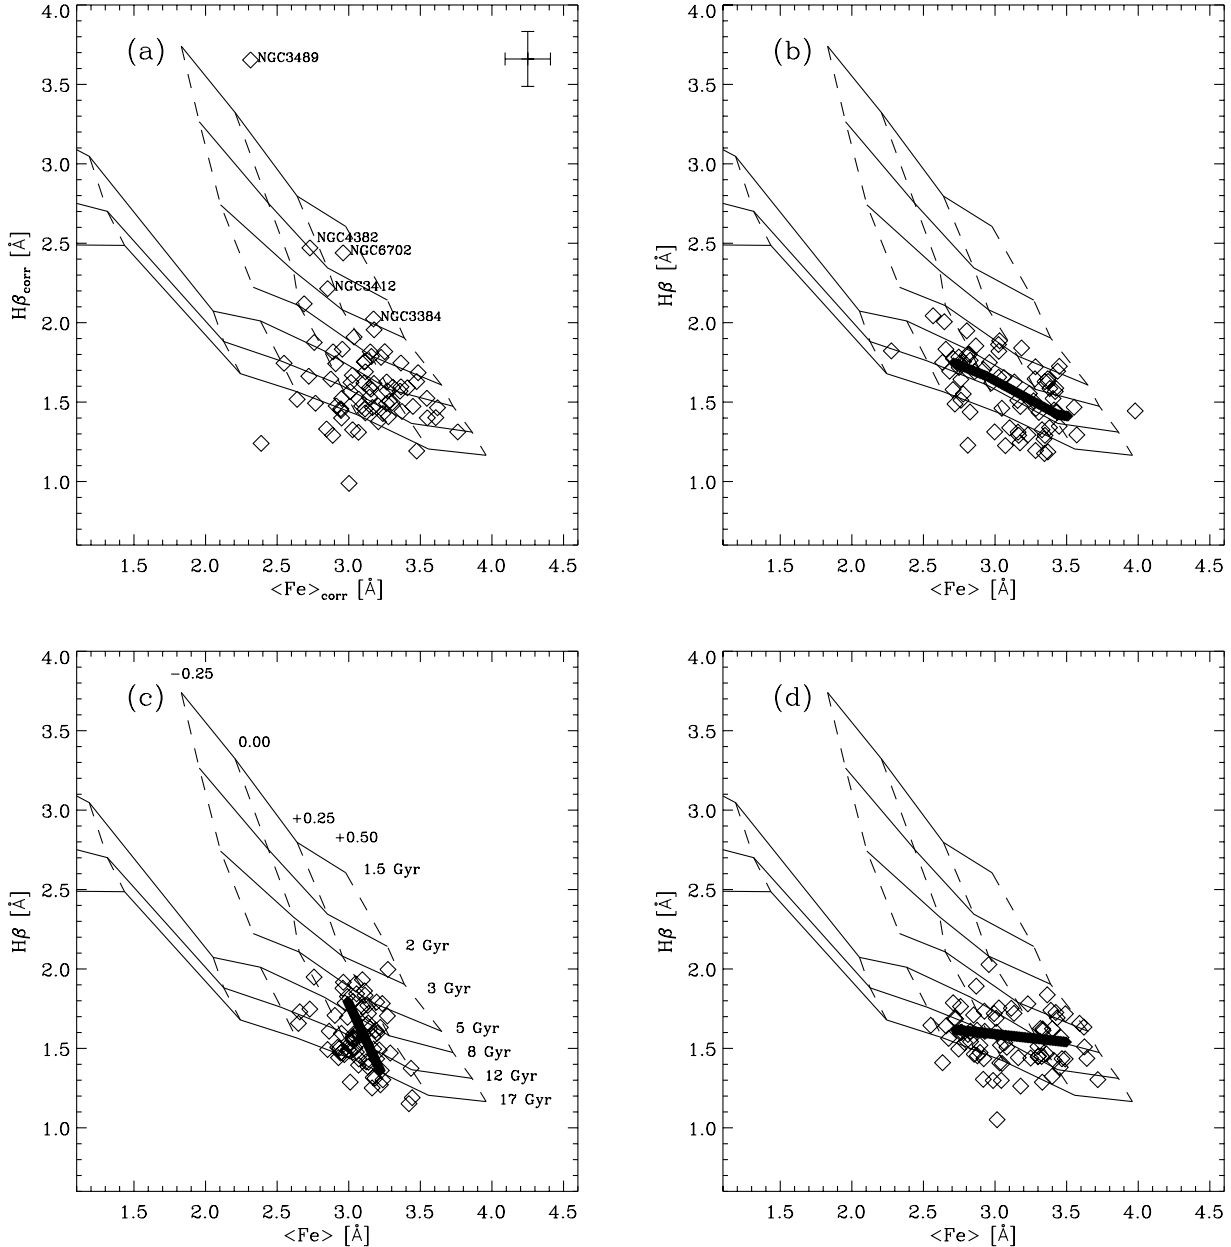 4.0
3.5
3.0
2.5
2.0
1.5
1.0
Hβcorr [Å]
(a)
NGC3489
NGC4382
NGC6702
NGC3412
NGC3384
1.5 2.0 2.5 3.0 3.5 4.0 4.5
<Fe>corr [Å]
4.0
3.5
3.0
2.5
2.0
1.5
1.0
Hβ [Å]
(b)
1.5 2.0 2.5 3.0 3.5 4.0 4.5
<Fe> [Å]
4.0
3.5
3.0
2.5
2.0
1.5
1.0
Hβ [Å]
(c)
−0.25
0.00
+0.25
+0.50
1.5 Gyr
2 Gyr
3 Gyr
5 Gyr
8 Gyr
12 Gyr
17 Gyr
1.5 2.0 2.5 3.0 3.5 4.0 4.5
<Fe> [Å]
4.0
3.5
3.0
2.5
2.0
1.5
1.0
Hβ [Å]
(d)
1.5 2.0 2.5 3.0 3.5 4.0 4.5
<Fe> [Å]